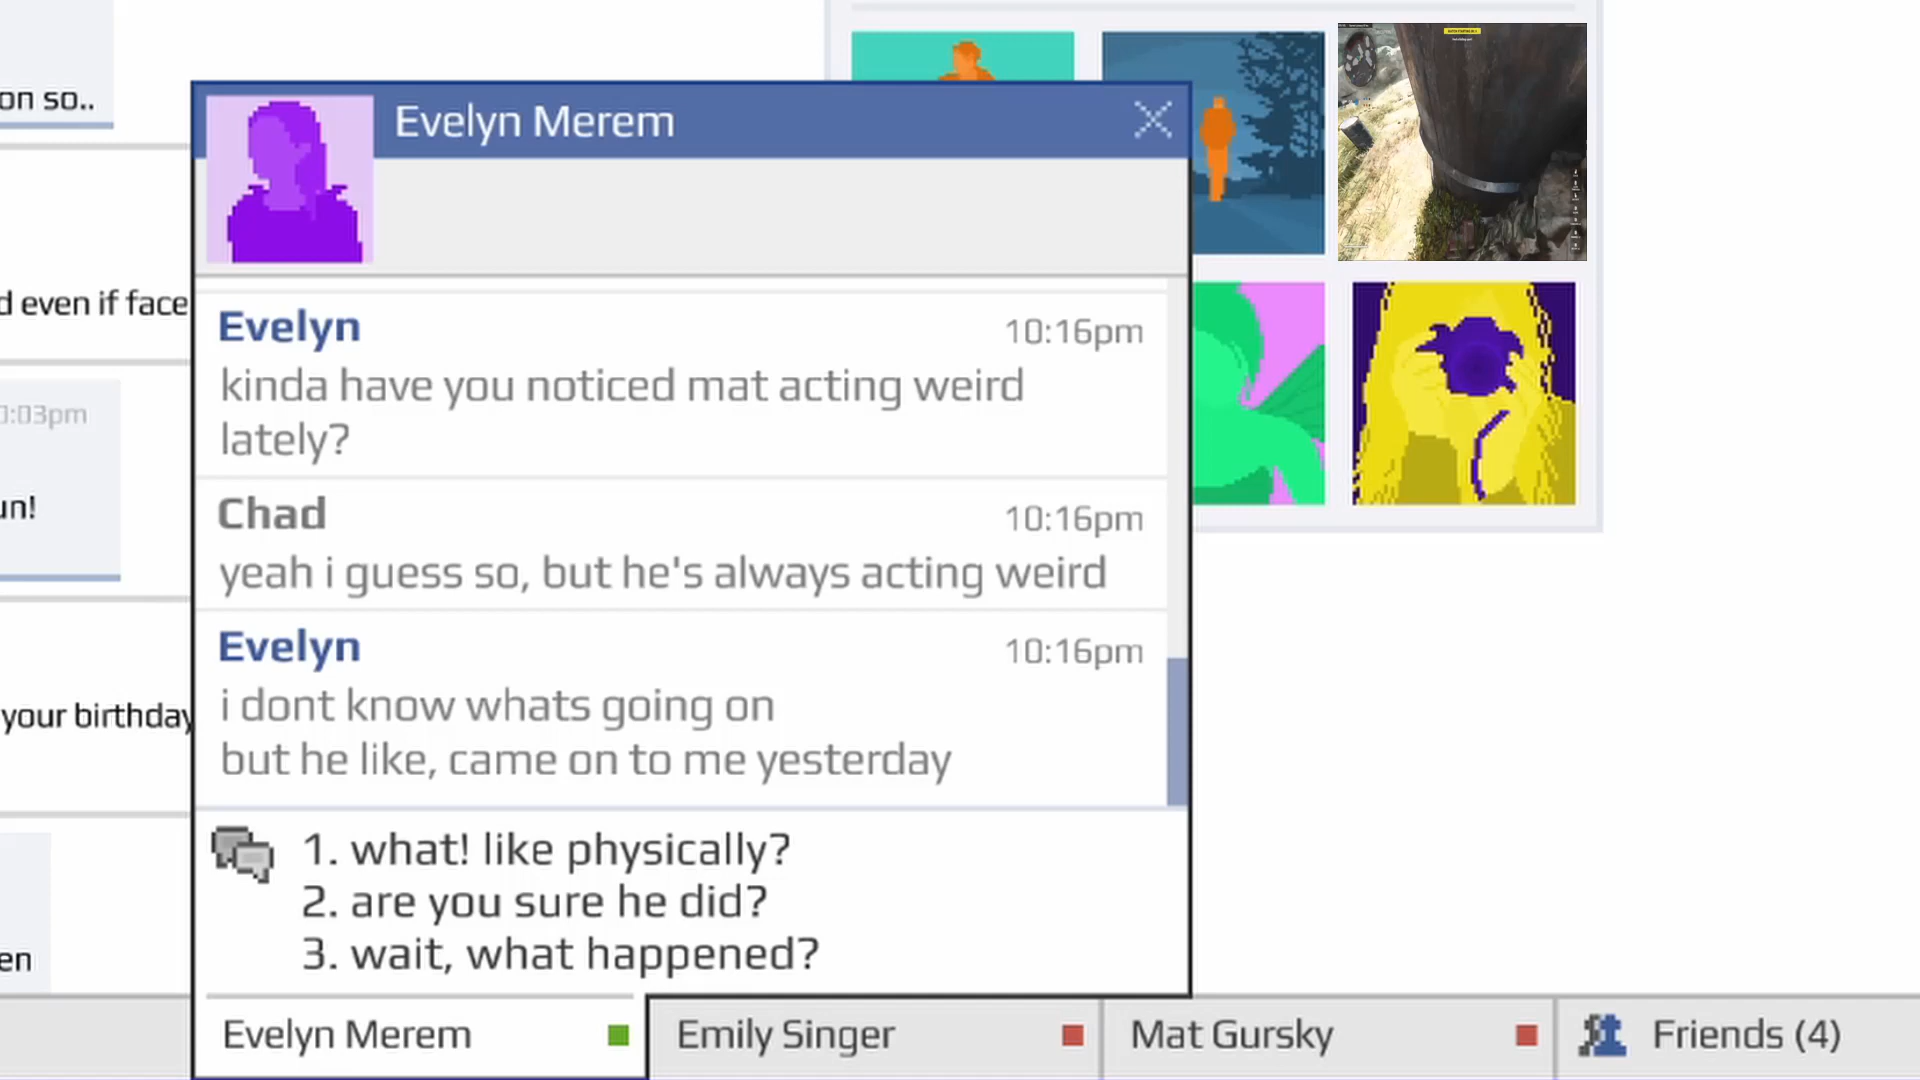 on so..
Evelyn Merem
d even if face
Evelyn
10:16pm
kinda have you noticed mat acting weird
lately?
0:03pm
un!
Chad
10:16pm
yeah i guess so, but he's always acting weird
Evelyn
10:16pm
i dont know whats going on
but he like, came on to me yesterday
your birthday
1. what! like physically?
2. are you sure he did?
3. wait, what happened?
en
Evelyn Merem
Emily Singer
Mat Gursky
Friends (4)